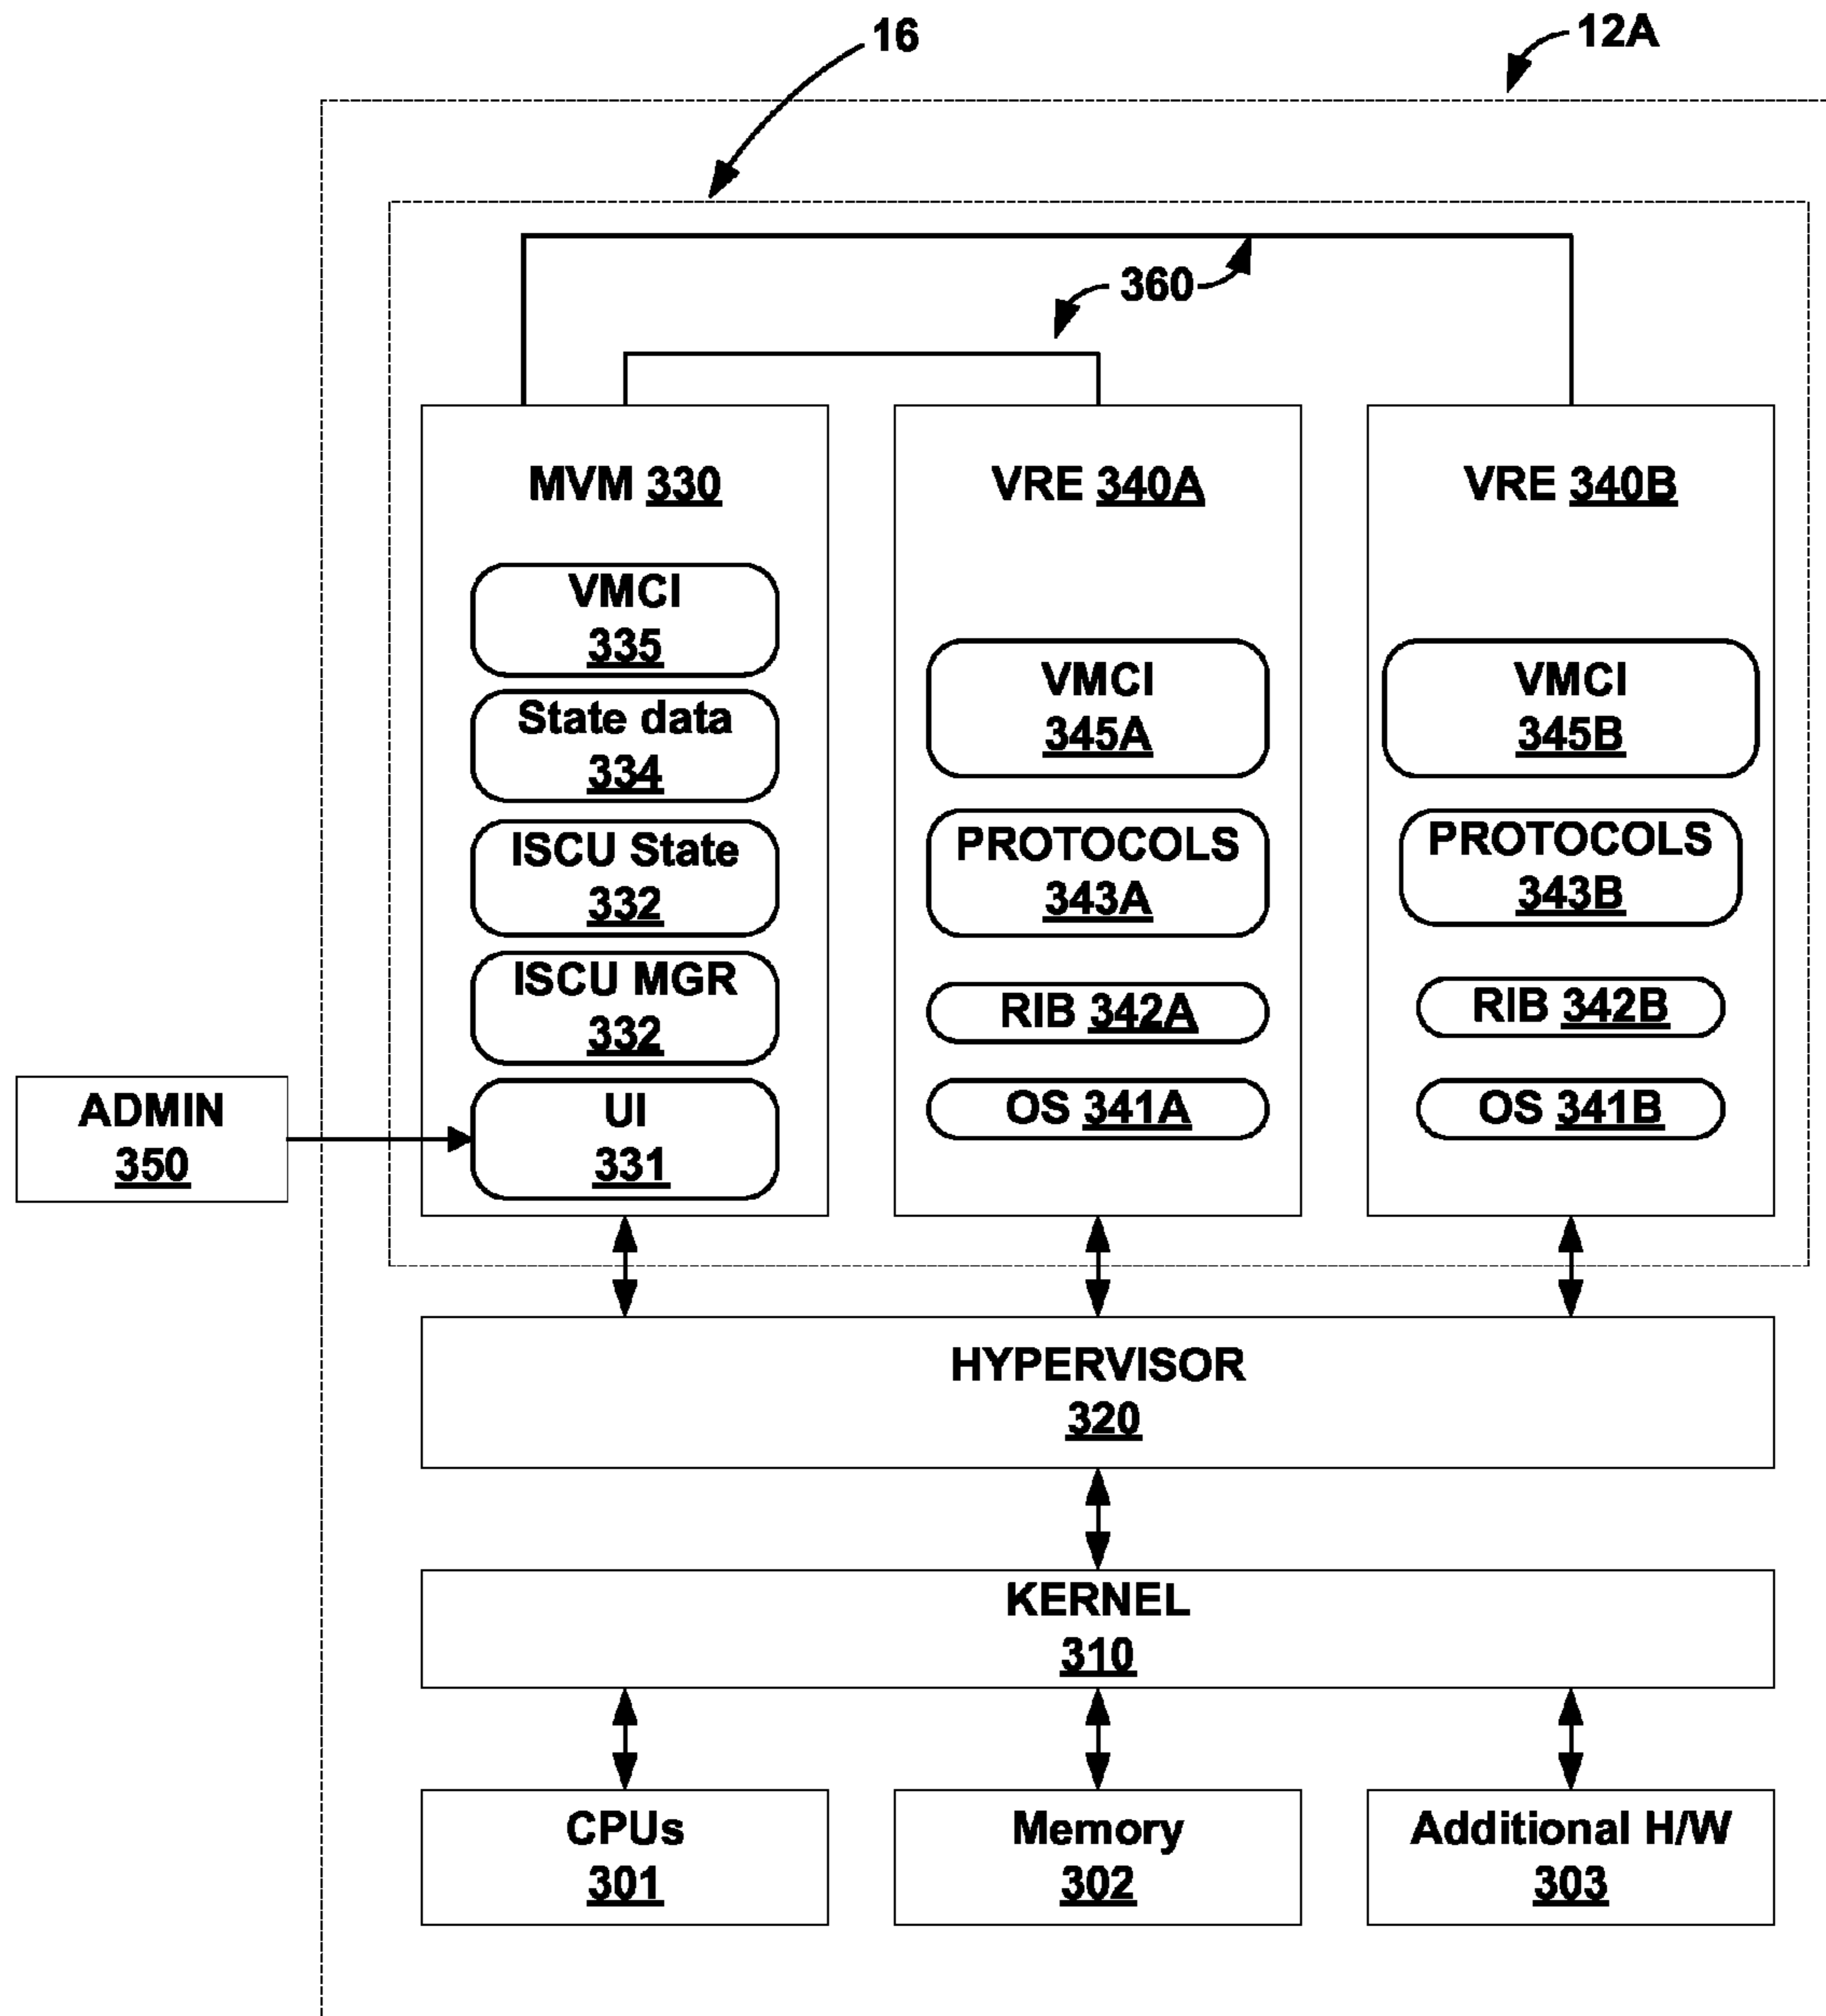 16
12A
360
MVM 330
VMCI
335
State data
334
ISCU State
332
ISCU MGR
332
UI
331
VRE 340A
VMCI
345A
PROTOCOLS
343A
RIB 342A
OS 341A
VRE 340B
VMCI
345B
PROTOCOLS
343B
RIB 342B
OS 341B
ADMIN
350
HYPERVISOR
320
KERNEL
310
CPUs
301
Memory
302
Additional H/W
303